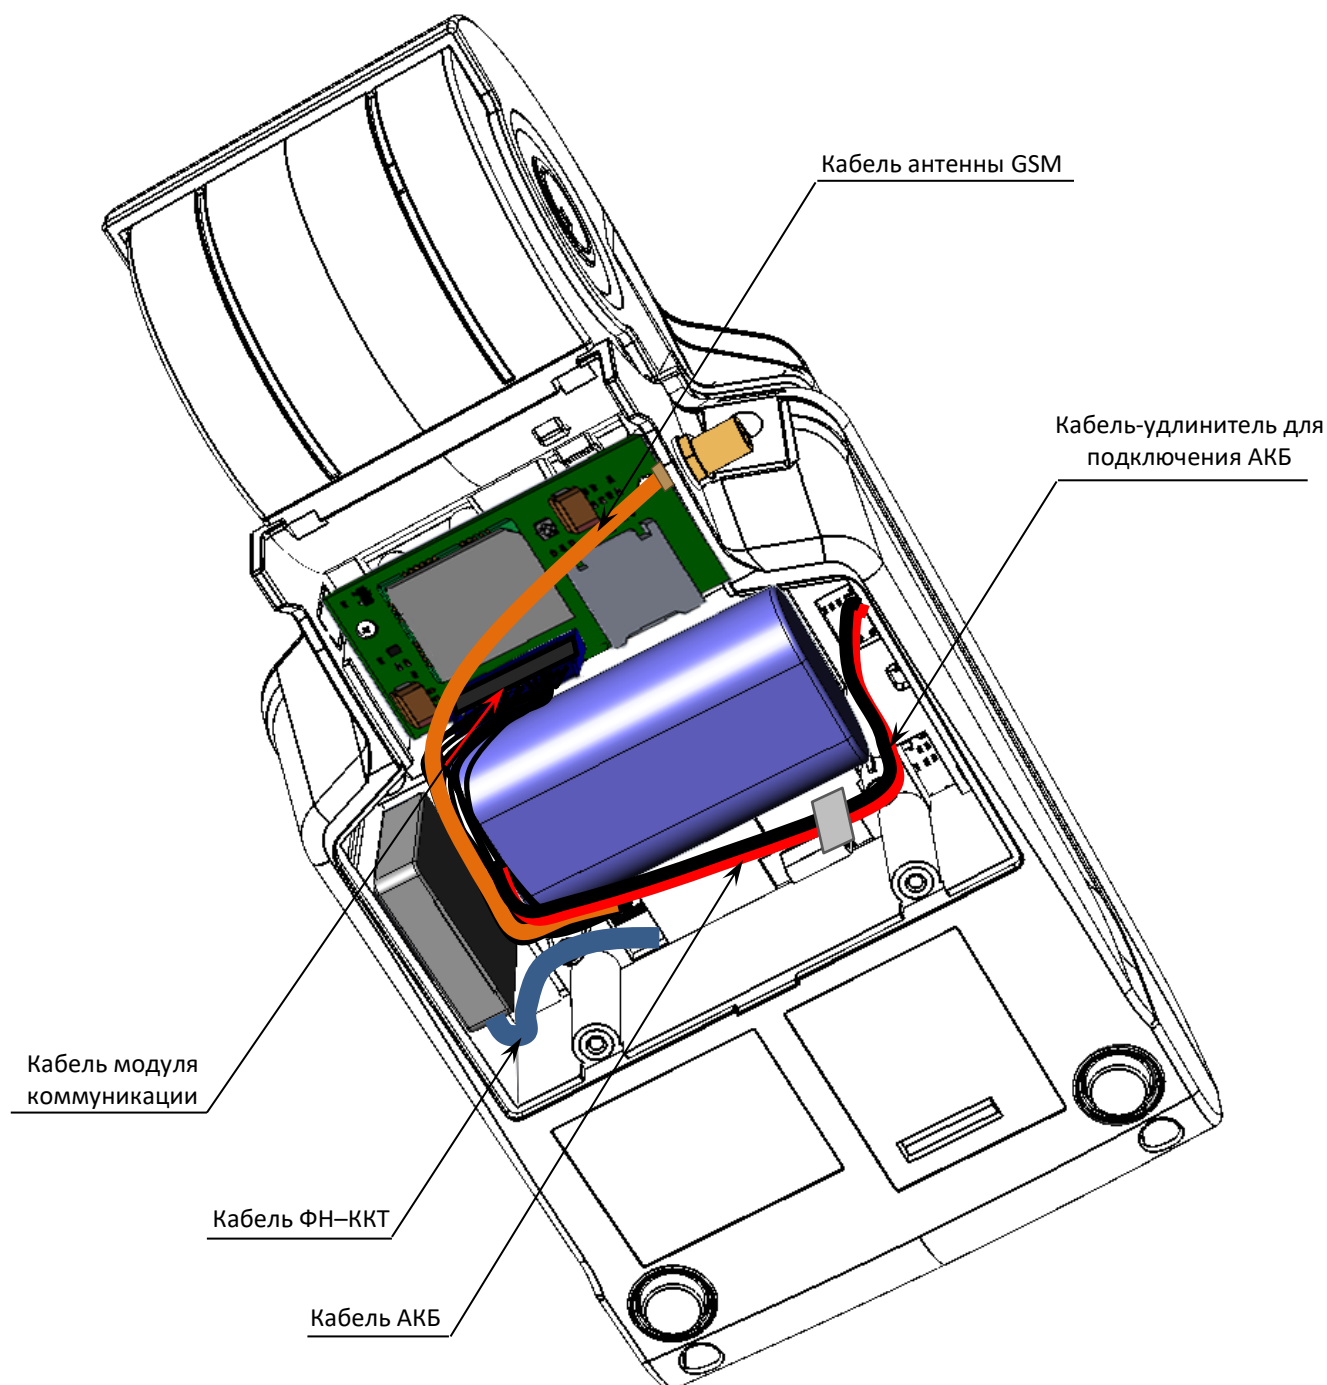 Кабель антенны GSM
Кабель-удлинитель для
подключения АКБ
Кабель модуля
коммуникации
Кабель ФН–ККТ
Кабель АКБ